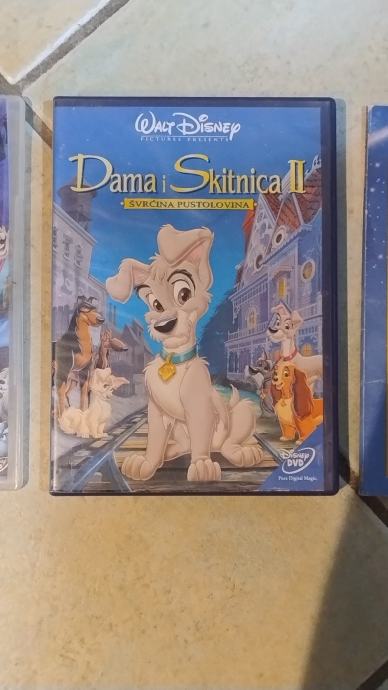 Walt Disney
PICTURES PRESENTS
Dama i Skitnica II
ŠVRĆINA PUSTOLOVINA
Disney
DVD
Pure Digital Magic.